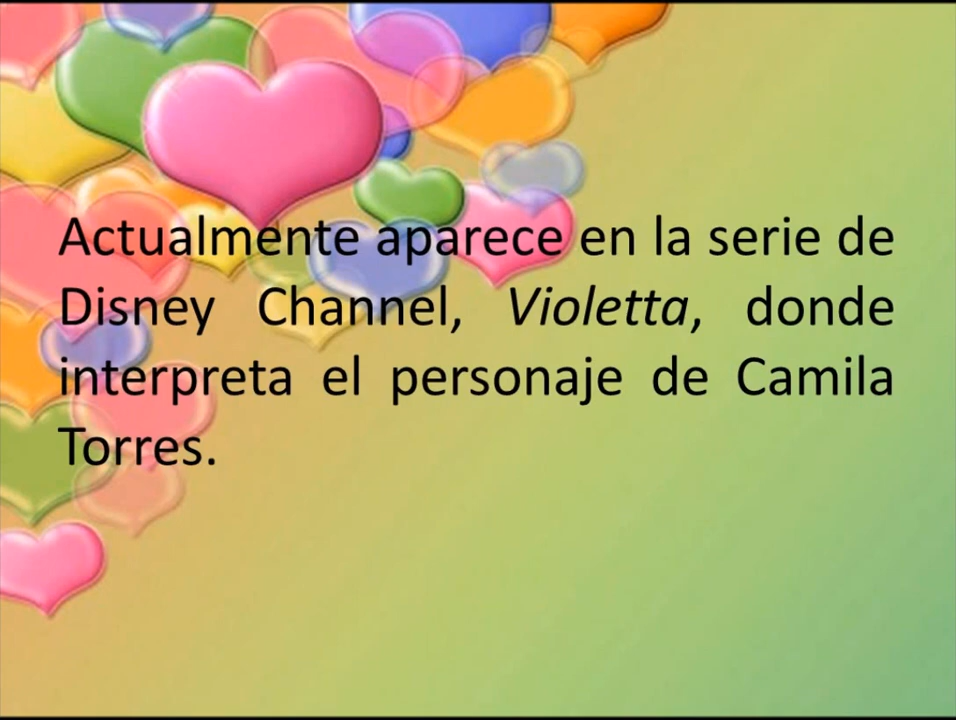 Actualmente aparece en la serie de
Disney Channel, Violetta, donde
interpreta el personaje de Camila
Torres.